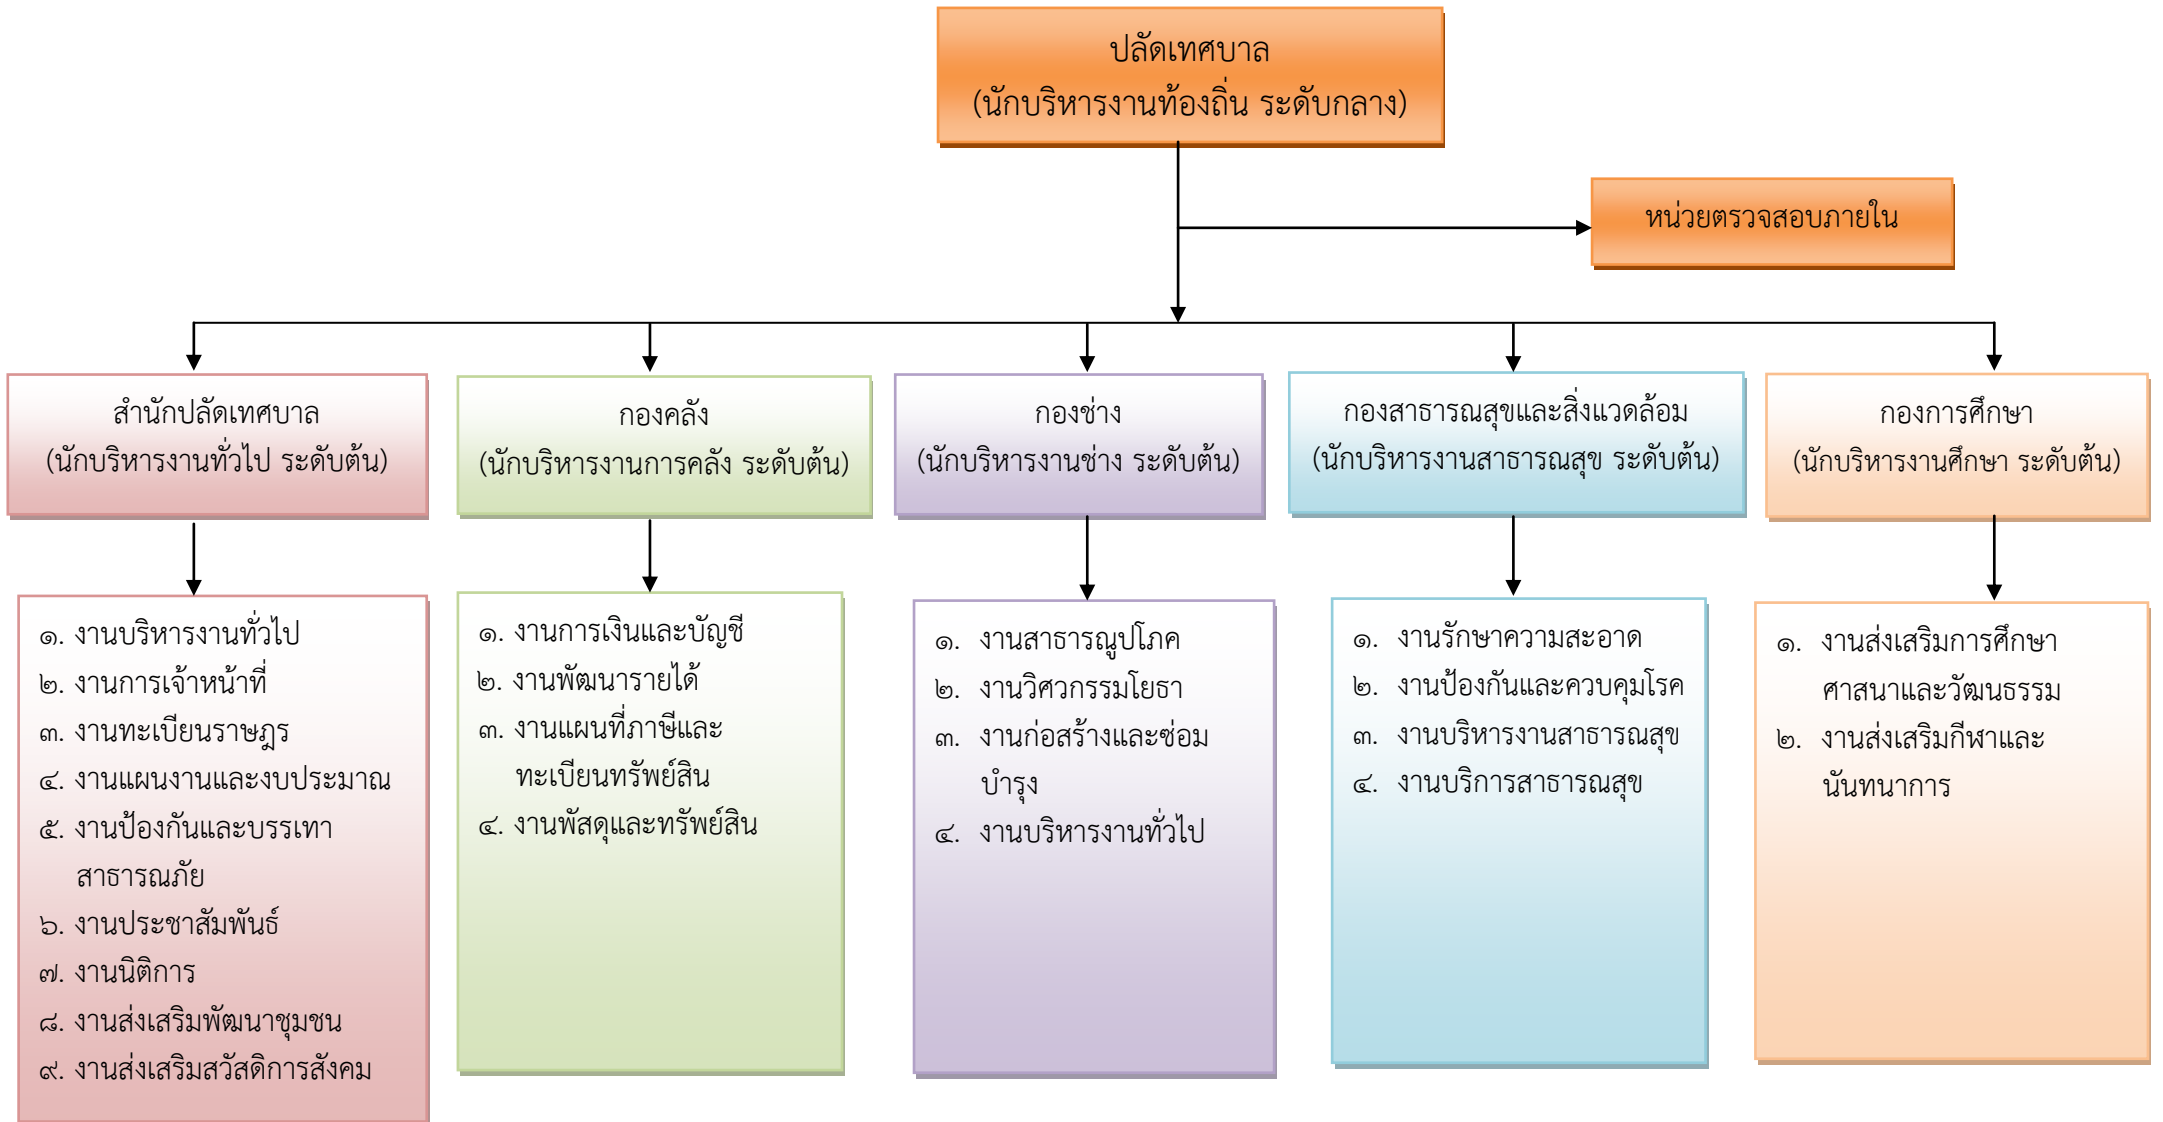 ปลัดเทศบาล
(นักบริหารงานท้องถิ่น ระดับกลาง)
หน่วยตรวจสอบภายใน
สำนักปลัดเทศบาล
(นักบริหารงานทั่วไป ระดับต้น)
กองคลัง
(นักบริหารงานการคลัง ระดับต้น)
กองช่าง
(นักบริหารงานช่าง ระดับต้น)
กองสาธารณสุขและสิ่งแวดล้อม
(นักบริหารงานสาธารณสุข ระดับต้น)
กองการศึกษา
(นักบริหารงานศึกษา ระดับต้น)
๑. งานบริหารงานทั่วไป
๒. งานการเจ้าหน้าที่
๓. งานทะเบียนราษฎร
๔. งานแผนงานและงบประมาณ
๕. งานป้องกันและบรรเทา
สาธารณภัย
๖. งานประชาสัมพันธ์
๗. งานนิติการ
๘. งานส่งเสริมพัฒนาชุมชน
๙. งานส่งเสริมสวัสดิการสังคม
๑. งานการเงินและบัญชี
๒. งานพัฒนารายได้
๓. งานแผนที่ภาษีและ
ทะเบียนทรัพย์สิน
๔. งานพัสดุและทรัพย์สิน
๑. งานสาธารณูปโภค
๒. งานวิศวกรรมโยธา
๓. งานก่อสร้างและซ่อม
บำรุง
๔. งานบริหารงานทั่วไป
๑. งานรักษาความสะอาด
๒. งานป้องกันและควบคุมโรค
๓. งานบริหารงานสาธารณสุข
๔. งานบริการสาธารณสุข
๑. งานส่งเสริมการศึกษา
ศาสนาและวัฒนธรรม
๒. งานส่งเสริมกีฬาและ
นันทนาการ